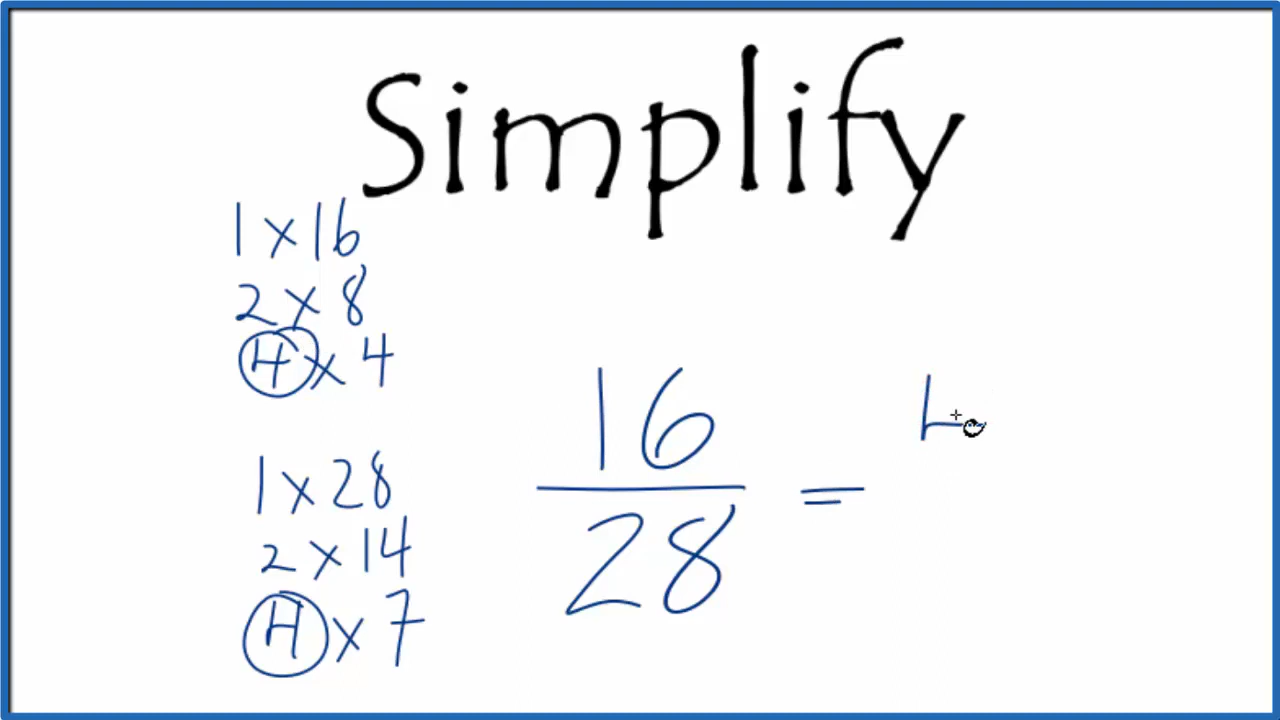 Simplify
1 x 16
2 x 8
4 x 4
1 x 28
2 x 14
4 x 7
16
28
=